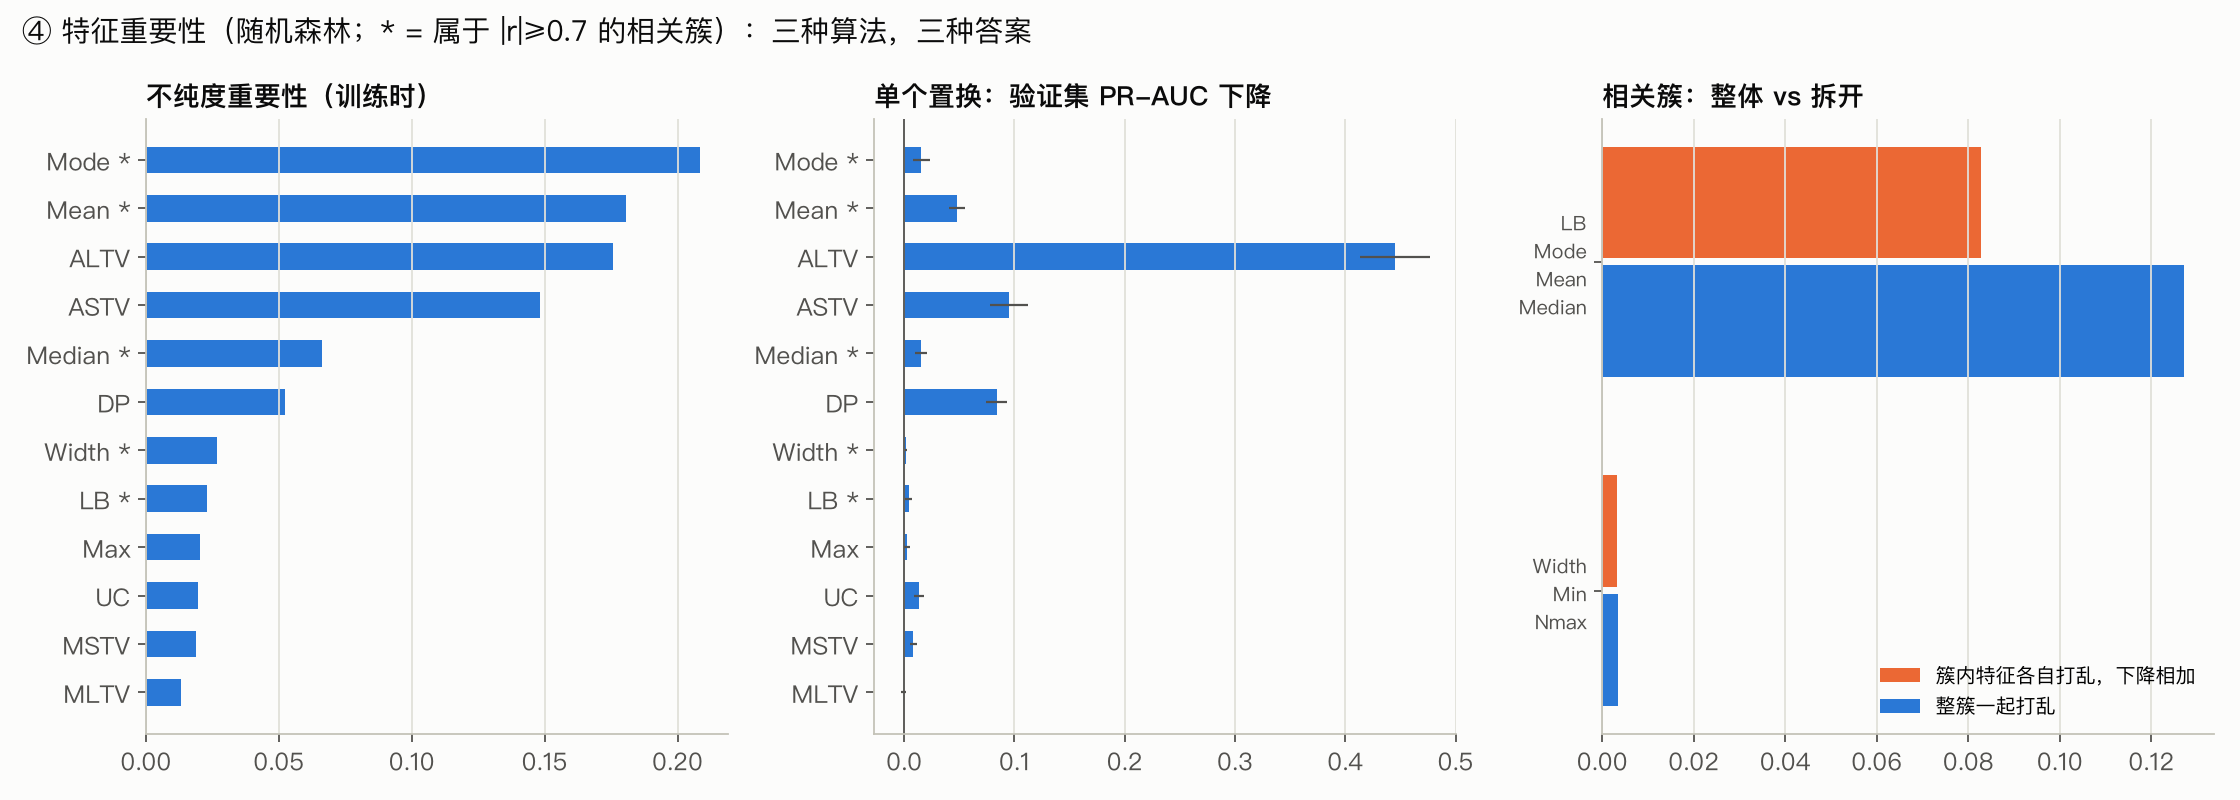 ④ 特征重要性（随机森林；* = 属于 |r|≥0.7 的相关簇）：三种算法，三种答案
不纯度重要性（训练时）
Mode *
Mean *
ALTV
ASTV
Median *
DP
Width *
LB *
Max
UC
MSTV
MLTV
0.00 0.05 0.10 0.15 0.20
单个置换：验证集 PR-AUC 下降
Mode *
Mean *
ALTV
ASTV
Median *
DP
Width *
LB *
Max
UC
MSTV
MLTV
0.0 0.1 0.2 0.3 0.4 0.5
相关簇：整体 vs 拆开
LB
Mode
Mean
Median
Width
Min
Nmax
簇内特征各自打乱，下降相加
整簇一起打乱
0.00 0.02 0.04 0.06 0.08 0.10 0.12